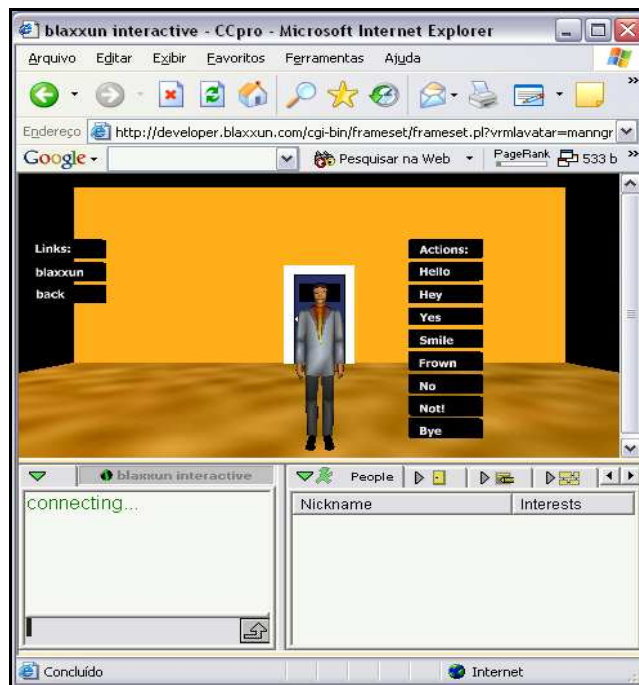 blaxxun interactive - CCpro - Microsoft Internet Explorer
Arquivo Editar Exibir Favoritos Ferramentas Ajuda
Endereço http://developer.blaxxun.com/cgi-bin/frameset/frameset.pl?vrmlavatar=manngr
Google Pesquisar na Web PageRank 533 b
Links:
blaxxun
back
Actions:
Hello
Hey
Yes
Smile
Frown
No
Not!
Bye
blaxxun interactive
People
connecting...
Nickname Interests
Concluído Internet